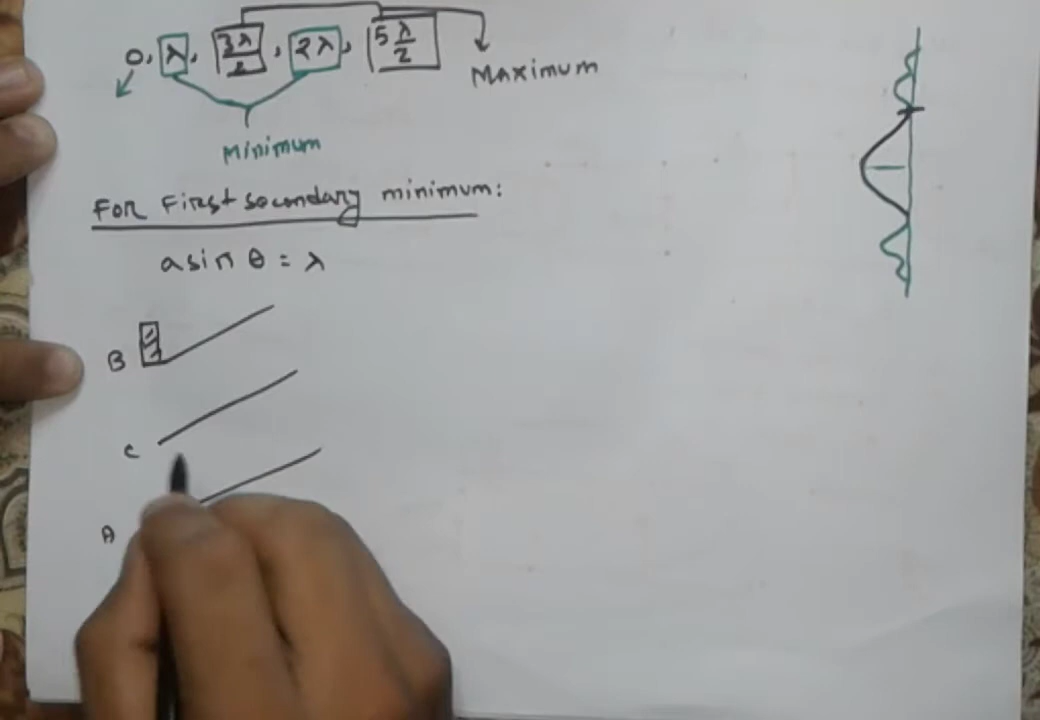 0, λ, 3λ/2, 2λ, 5λ/2
Maximum
Minimum
For First secondary minimum:
a sin θ = λ
B
C
A